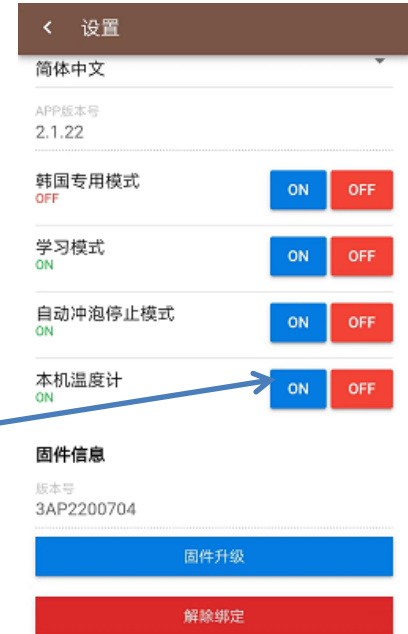 设置
简体中文
APP版本号
2.1.22
韩国专用模式
OFF
ON OFF
学习模式
ON
ON OFF
自动冲泡停止模式
ON
ON OFF
本机温度计
ON
ON OFF
固件信息
版本号
3AP2200704
固件升级
解除绑定